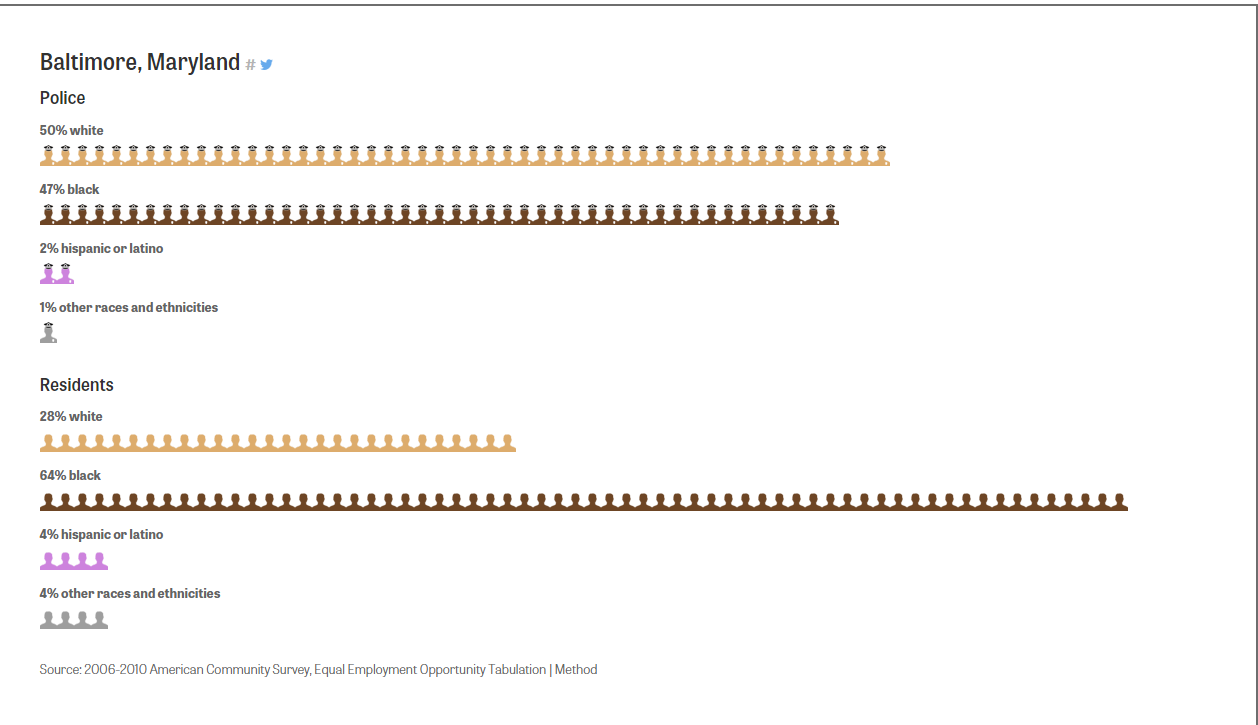 Baltimore, Maryland #
Police
50% white
47% black
2% hispanic or latino
1% other races and ethnicities
Residents
28% white
64% black
4% hispanic or latino
4% other races and ethnicities
Source: 2006-2010 American Community Survey, Equal Employment Opportunity Tabulation | Method